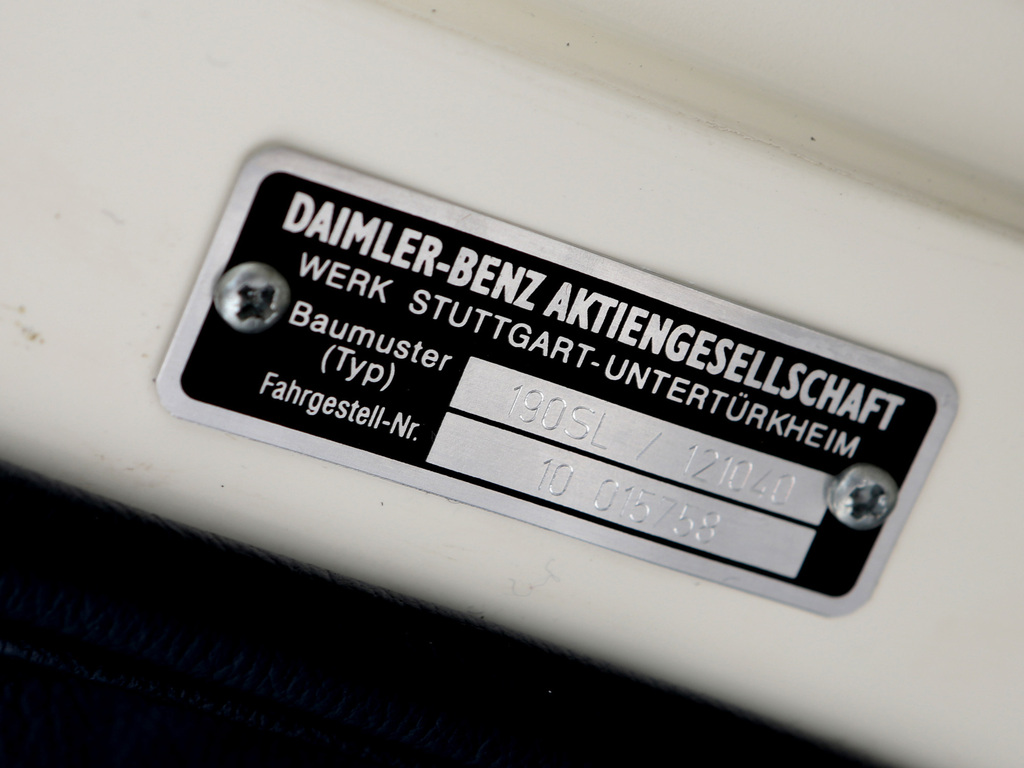 DAIMLER-BENZ AKTIENGESELLSCHAFT
WERK STUTTGART-UNTERTÜRKHEIM
Baumuster (Typ) 190SL / 121040
Fahrgestell-Nr. 10 015758